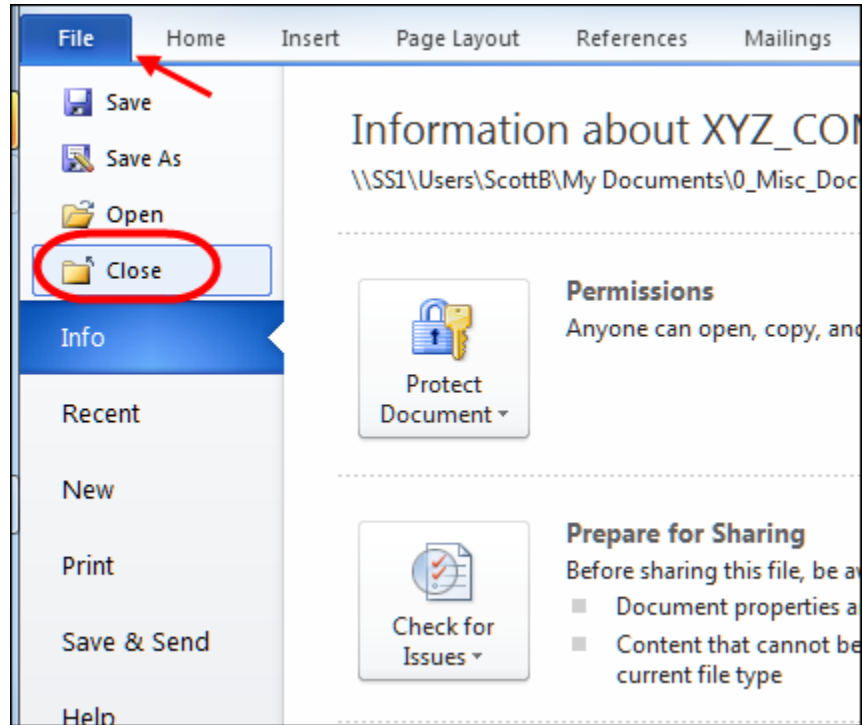 File Home Insert Page Layout References Mailings
Save
Save As
Open
Close
Info
Recent
New
Print
Save & Send
Help
Information about XYZ_CON
\\SS1\Users\ScottB\My Documents\0_Misc_Doc
Protect
Document
Permissions
Anyone can open, copy, and
Check for
Issues
Prepare for Sharing
Before sharing this file, be
Document properties
Content that cannot be
current file type